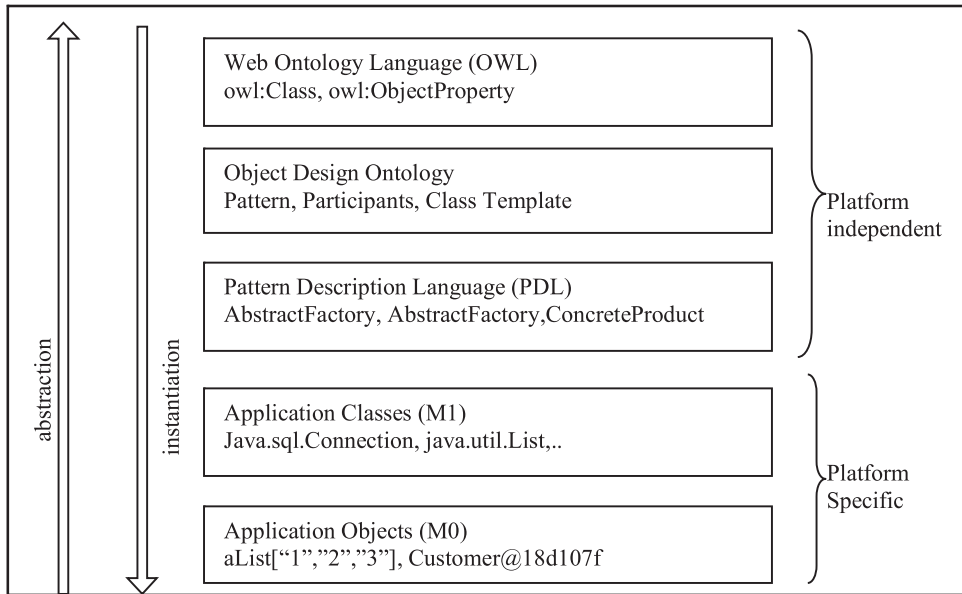 Web Ontology Language (OWL)
owl:Class, owl:ObjectProperty
Object Design Ontology
Pattern, Participants, Class Template
Platform
independent
Pattern Description Language (PDL)
AbstractFactory, AbstractFactory,ConcreteProduct
abstraction
instantiation
Application Classes (M1)
Java.sql.Connection, java.util.List,..
Platform
Specific
Application Objects (M0)
aList[“1”,”2”,”3”], Customer@18d107f